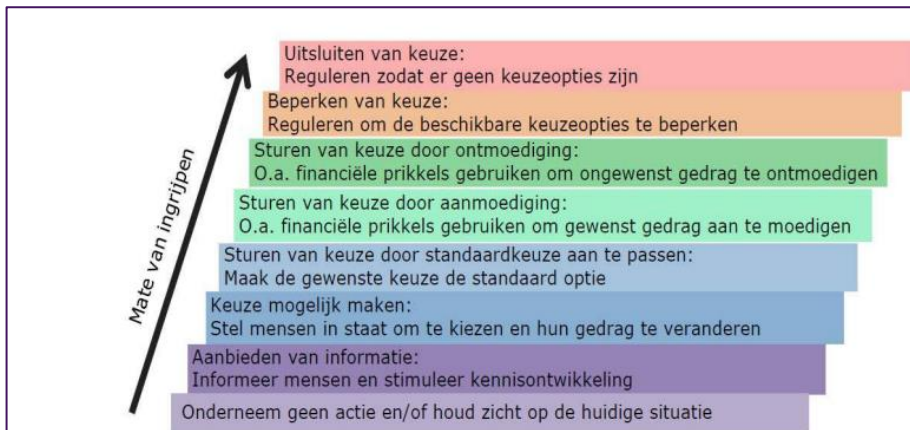 Uitsluiten van keuze:
Reguleren zodat er geen keuzeopties zijn
Beperken van keuze:
Reguleren om de beschikbare keuzeopties te beperken
Sturen van keuze door ontmoediging:
O.a. financiële prikkels gebruiken om ongewenst gedrag te ontmoedigen
Sturen van keuze door aanmoediging:
O.a. financiële prikkels gebruiken om gewenst gedrag aan te moedigen
Sturen van keuze door standaardkeuze aan te passen:
Maak de gewenste keuze de standaard optie
Keuze mogelijk maken:
Stel mensen in staat om te kiezen en hun gedrag te veranderen
Aanbieden van informatie:
Informeer mensen en stimuleer kennisontwikkeling
Onderneem geen actie en/of houd zicht op de huidige situatie
Mate van ingrijpen